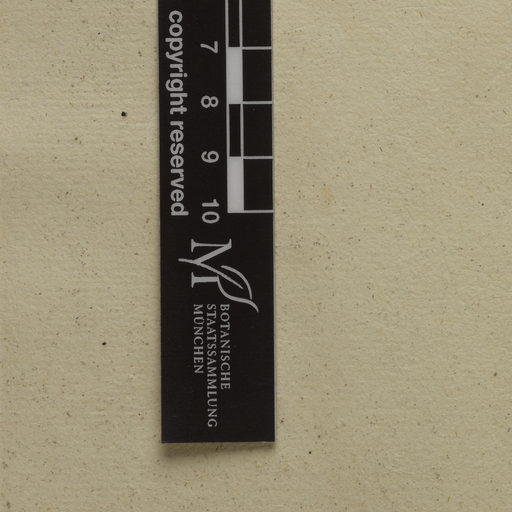 copyright reserved
7
8
9
10
BOTANISCHE
STAATSSAMMLUNG
MÜNCHEN